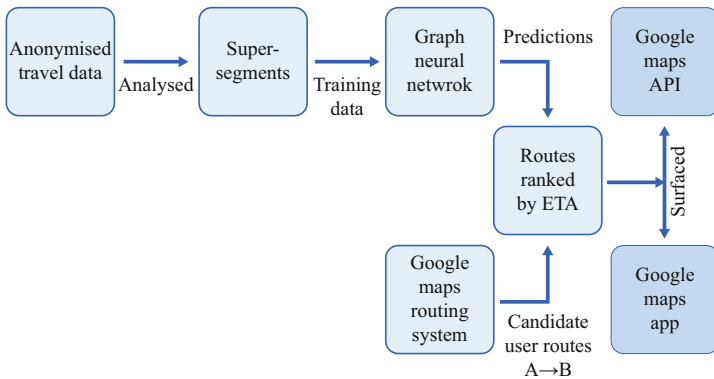 Anonymised
travel data
Analysed
Super-
segments
Training
data
Graph
neural
netwrok
Predictions
Google
maps
API
Routes
ranked
by ETA
Surfaced
Google
maps
routing
system
Candidate
user routes
A→B
Google
maps
app